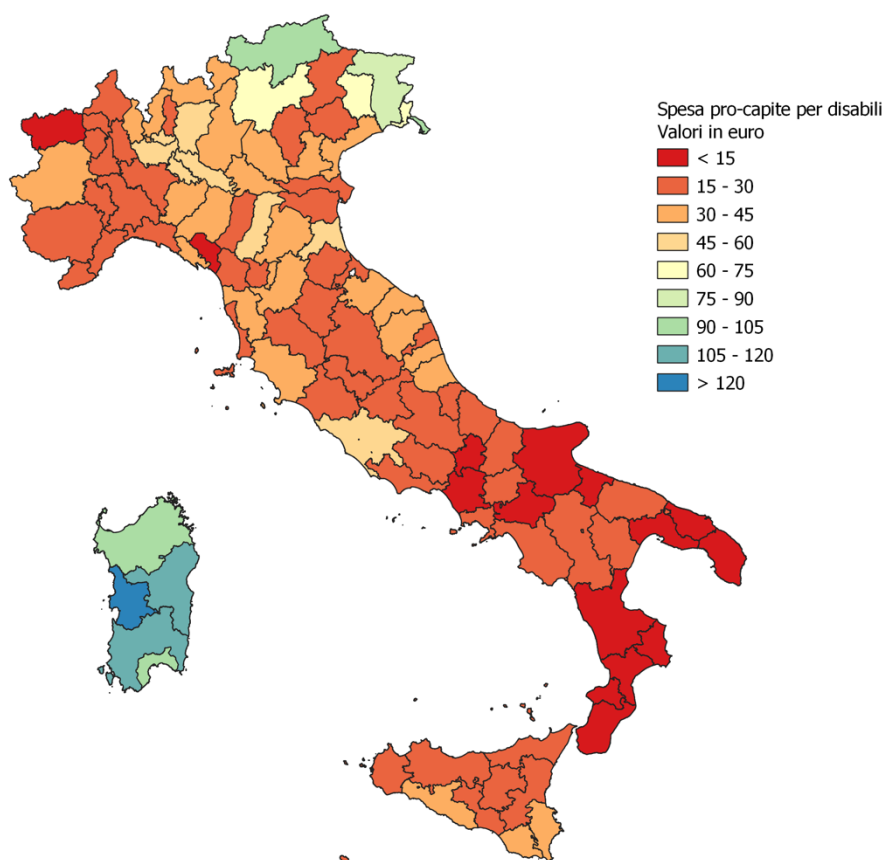 Spesa pro-capite per disabili
Valori in euro
< 15
15 - 30
30 - 45
45 - 60
60 - 75
75 - 90
90 - 105
105 - 120
> 120